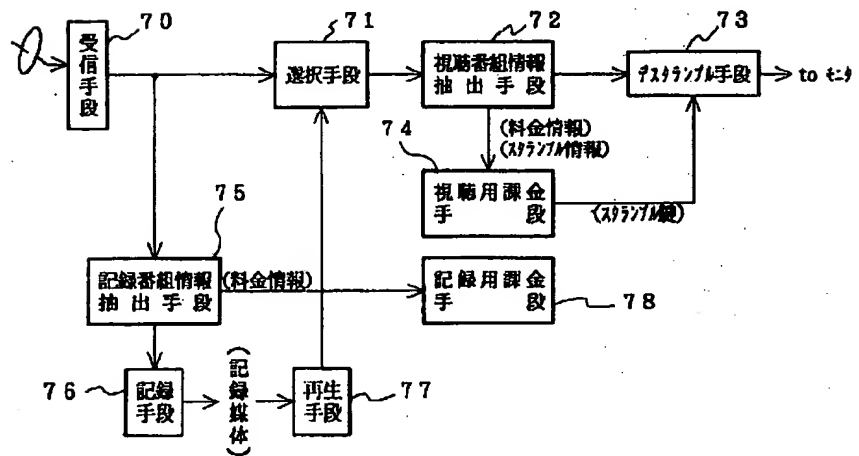 70
受信手段
71
選択手段
72
視聴番組情報
抽出手段
73
デスクランブル手段
to モニタ
(料金情報)
(スクランブル情報)
74
視聴用課金
手段
(スクランブル鍵)
75
記録番組情報
抽出手段
(料金情報)
記録用課金
手段
78
76
記録
手段
(記録媒体)
再生
手段
77